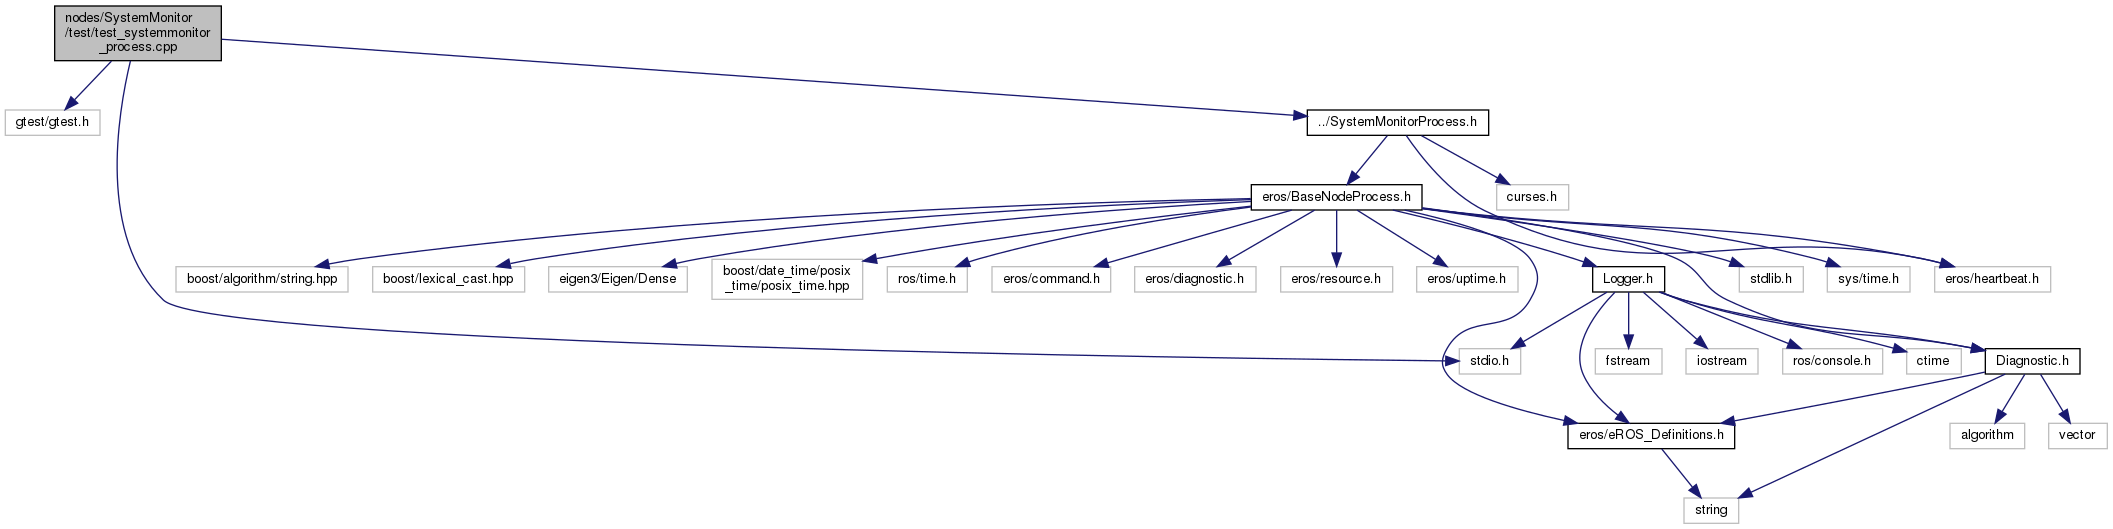 nodes/SystemMonitor
/test/test_systemmonitor
_process.cpp
gtest/gtest.h
../SystemMonitorProcess.h
eros/BaseNodeProcess.h
curses.h
boost/algorithm/string.hpp
boost/lexical_cast.hpp
eigen3/Eigen/Dense
boost/date_time/posix
_time/posix_time.hpp
ros/time.h
eros/command.h
eros/diagnostic.h
eros/resource.h
eros/uptime.h
Logger.h
stdlib.h
sys/time.h
eros/heartbeat.h
stdio.h
fstream
iostream
ros/console.h
ctime
Diagnostic.h
eros/eROS_Definitions.h
algorithm
vector
string